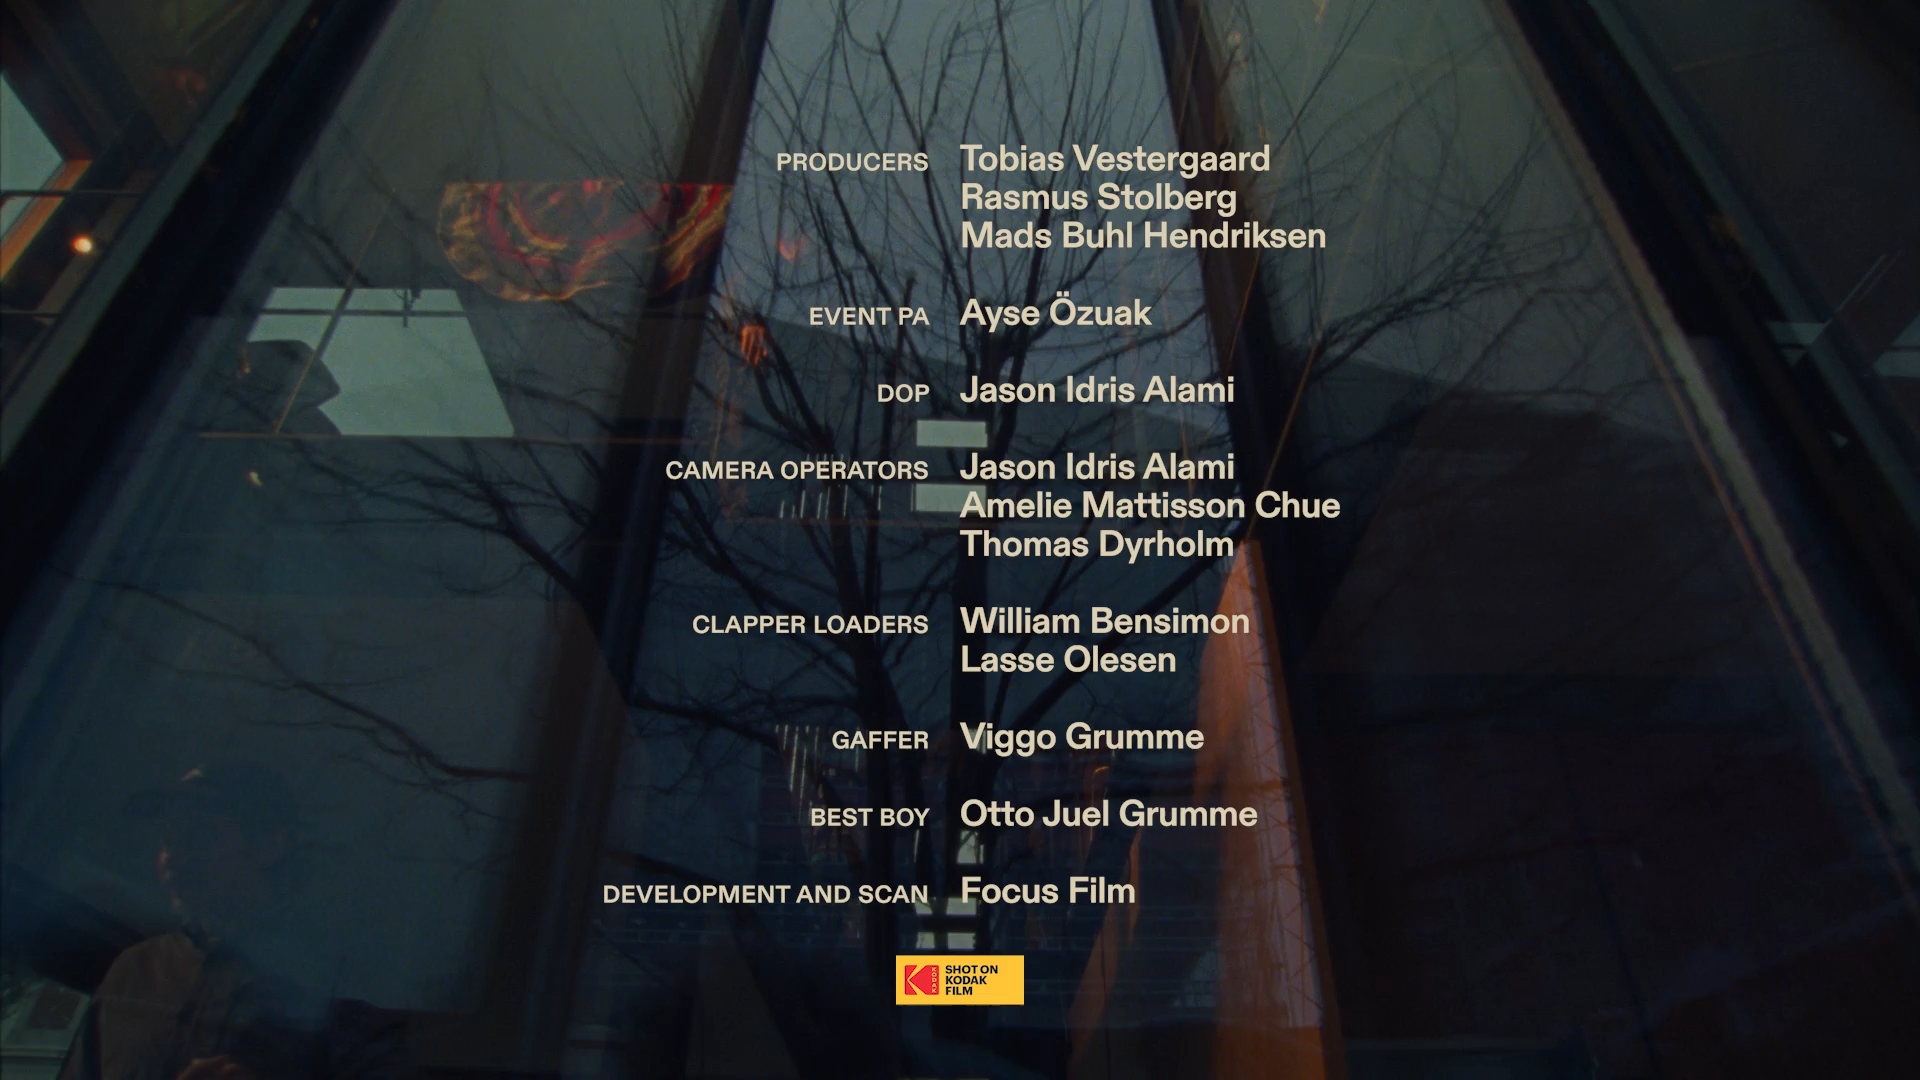 PRODUCERS Tobias Vestergaard
Rasmus Stolberg
Mads Buhl Hendriksen
EVENT PA Ayse Özuak
DOP Jason Idris Alami
CAMERA OPERATORS Jason Idris Alami
Amelie Mattisson Chue
Thomas Dyrholm
CLAPPER LOADERS William Bensimon
Lasse Olesen
GAFFER Viggo Grumme
BEST BOY Otto Juel Grumme
DEVELOPMENT AND SCAN Focus Film
KODAK
SHOT ON
KODAK
FILM